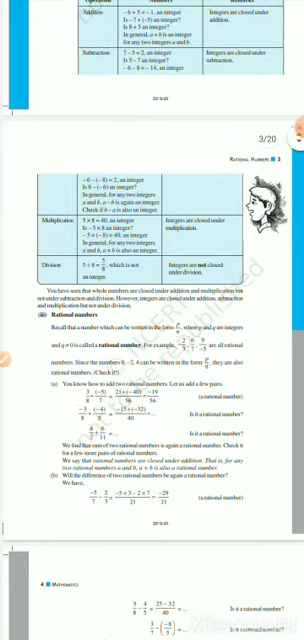 Operation Numbers Remarks
Addition – 6 + 5 = – 1, an integer Integers are closed under
Is – 7 + (–5) an integer? addition.
Is 8 + 5 an integer?
In general, a + b is an integer
for any two integers a and b.
Subtraction 7 – 5 = 2, an integer Integers are closed under
Is 5 – 7 an integer? subtraction.
– 6 – 8 = – 14, an integer
2019-20
3/20
RATIONAL NUMBERS 3
– 6 – (– 8) = 2, an integer
Is 8 – (– 6) an integer?
In general, for any two integers
a and b, a – b is again an integer.
Check if b – a is also an integer.
Multiplication 5 × 8 = 40, an integer Integers are closed under
Is – 5 × 8 an integer? multiplication.
– 5 × (– 8) = 40, an integer
In general, for any two integers
a and b, a × b is also an integer.
Division 5 ÷ 8 = 5/8, which is not Integers are not closed
an integer. under division.
You have seen that whole numbers are closed under addition and multiplication but
not under subtraction and division. However, integers are closed under addition, subtraction
and multiplication but not under division.
(iii) Rational numbers
Recall that a number which can be written in the form p/q, where p and q are integers
and q ≠ 0 is called a rational number. For example, –2/3, 6/7, 9/–5 are all rational
numbers. Since the numbers 0, –2, 4 can be written in the form p/q, they are also
rational numbers. (Check it!)
(a) You know how to add two rational numbers. Let us add a few pairs.
3/8 + (–5)/7 = 21 + (–40)/56 = –19/56 (a rational number)
–3/8 + (–4)/5 = –15 + (–32)/40 = ... Is it a rational number?
4/7 + 6/11 = ... Is it a rational number?
We find that sum of two rational numbers is again a rational number. Check it
for a few more pairs of rational numbers.
We say that rational numbers are closed under addition. That is, for any
two rational numbers a and b, a + b is also a rational number.
(b) Will the difference of two rational numbers be again a rational number?
We have,
–5/7 – 2/3 = –5 × 3 – 2 × 7/21 = –29/21 (a rational number)
2019-20
4 MATHEMATICS
5/8 – 4/5 = 25 – 32/40 = ... Is it a rational number?
3/7 – (–8/5) = ... Is it a rational number?